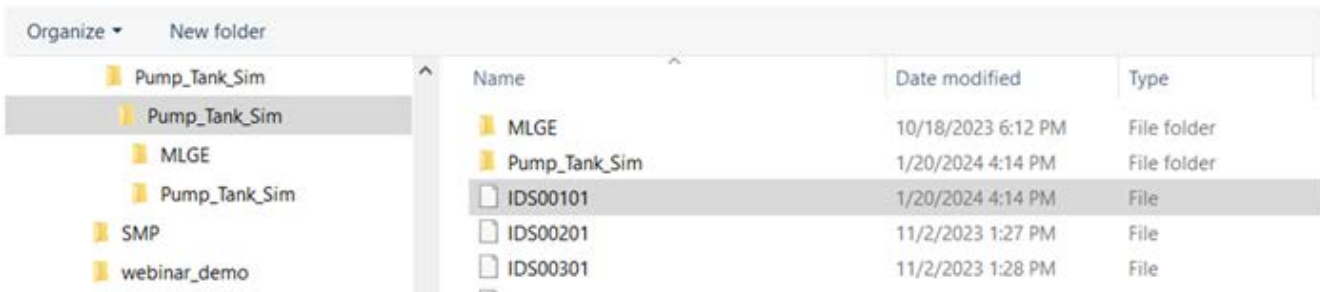 Organize New folder
Pump_Tank_Sim
Pump_Tank_Sim
MLGE
Pump_Tank_Sim
SMP
webinar_demo
Name Date modified Type
MLGE 10/18/2023 6:12 PM File folder
Pump_Tank_Sim 1/20/2024 4:14 PM File folder
IDS00101 1/20/2024 4:14 PM File
IDS00201 11/2/2023 1:27 PM File
IDS00301 11/2/2023 1:28 PM File